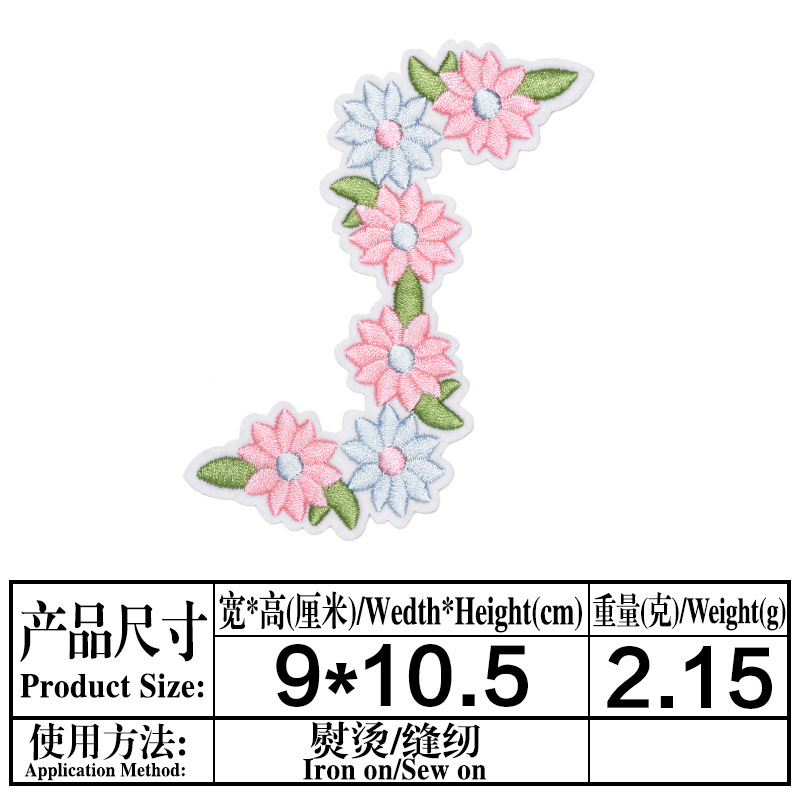 产品尺寸
Product Size:
宽*高(厘米)/Wedth*Height(cm)
重量(克)/Weight(g)
9*10.5
2.15
使用方法:
Application Method:
熨烫/缝纫
Iron on/Sew on